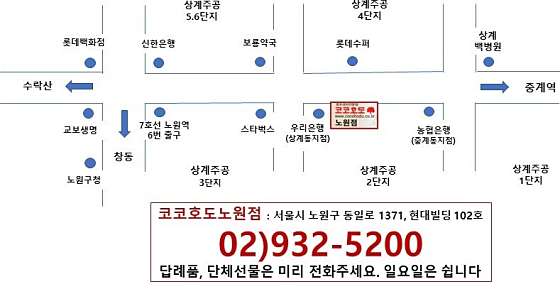 상계주공
5.6단지
상계주공
4단지
롯데백화점
신한은행
보룡약국
롯데수퍼
상계
백병원
수락산
중계역
교보생명
7호선 노원역
6번 출구
스타벅스
우리은행
(상계동지점)
코코호도
www.cocohodo.co.kr
노원점
농협은행
(중계동지점)
창동
노원구청
상계주공
3단지
상계주공
2단지
상계주공
1단지
코코호도노원점 : 서울시 노원구 동일로 1371, 현대빌딩 102호
02)932-5200
답례품, 단체선물은 미리 전화주세요. 일요일은 쉽니다